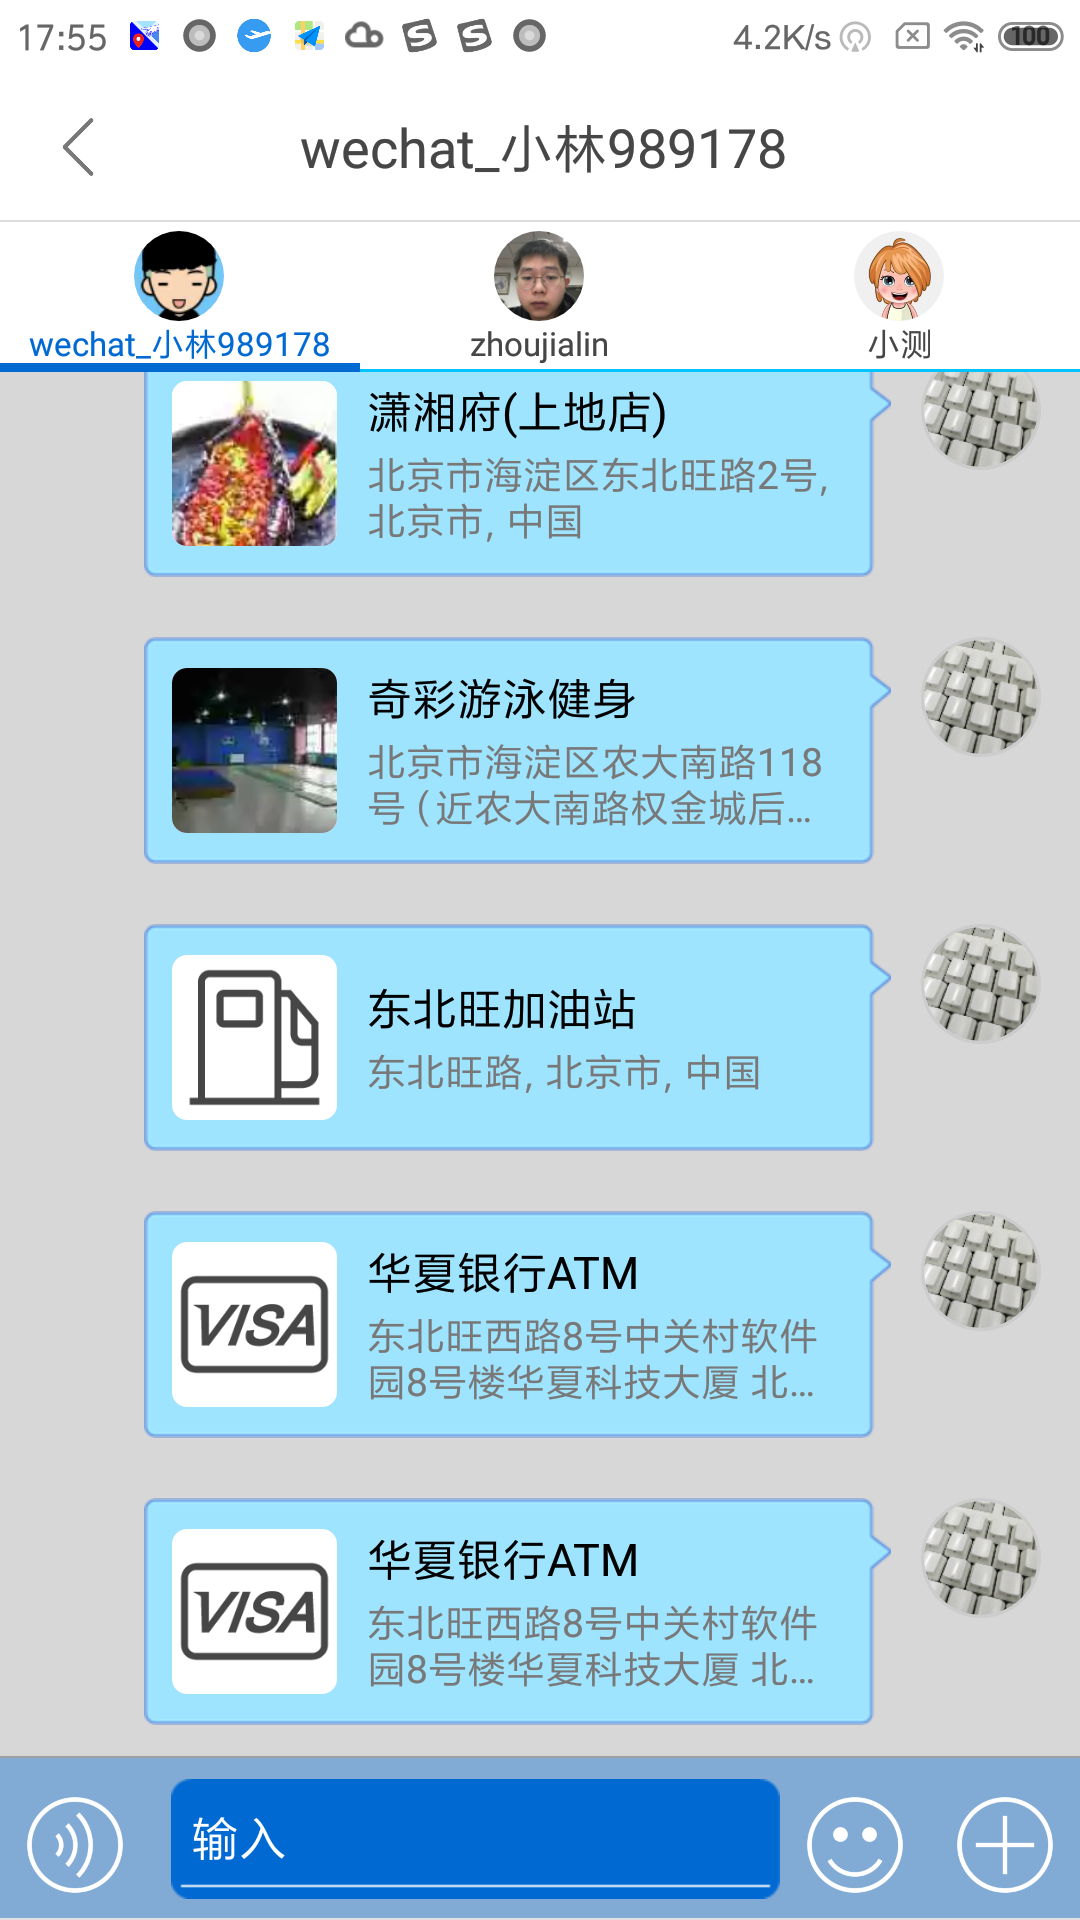 17:55
4.2K/s
100
wechat_小林989178
wechat_小林989178
zhoujialin
小测
潇湘府(上地店)
北京市海淀区东北旺路2号,
北京市, 中国
奇彩游泳健身
北京市海淀区农大南路118
号 ( 近农大南路权金城后...
东北旺加油站
东北旺路, 北京市, 中国
VISA
华夏银行ATM
东北旺西路8号中关村软件
园8号楼华夏科技大厦 北...
VISA
华夏银行ATM
东北旺西路8号中关村软件
园8号楼华夏科技大厦 北...
输入